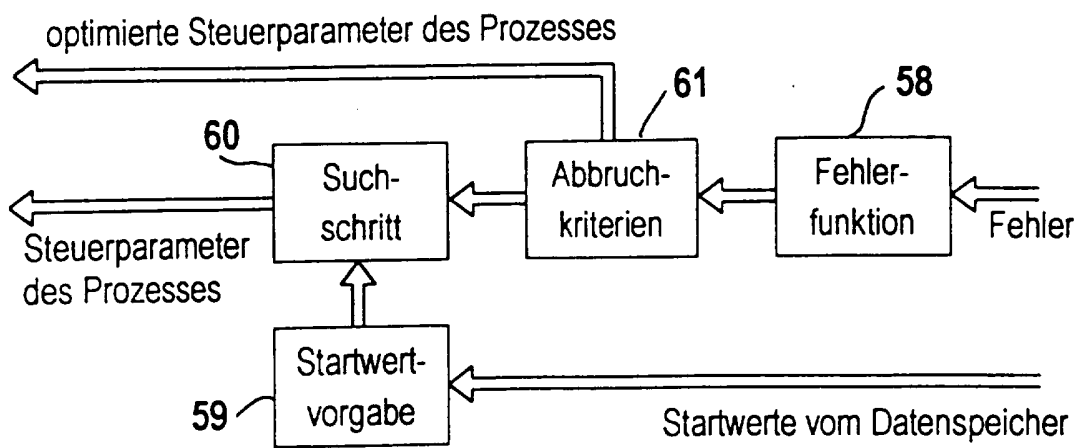 optimierte Steuerparameter des Prozesses
61
58
60
Such-
schritt
Abbruch-
kriterien
Fehler-
funktion
Fehler
Steuerparameter
des Prozesses
Startwert-
vorgabe
59
Startwerte vom Datenspeicher